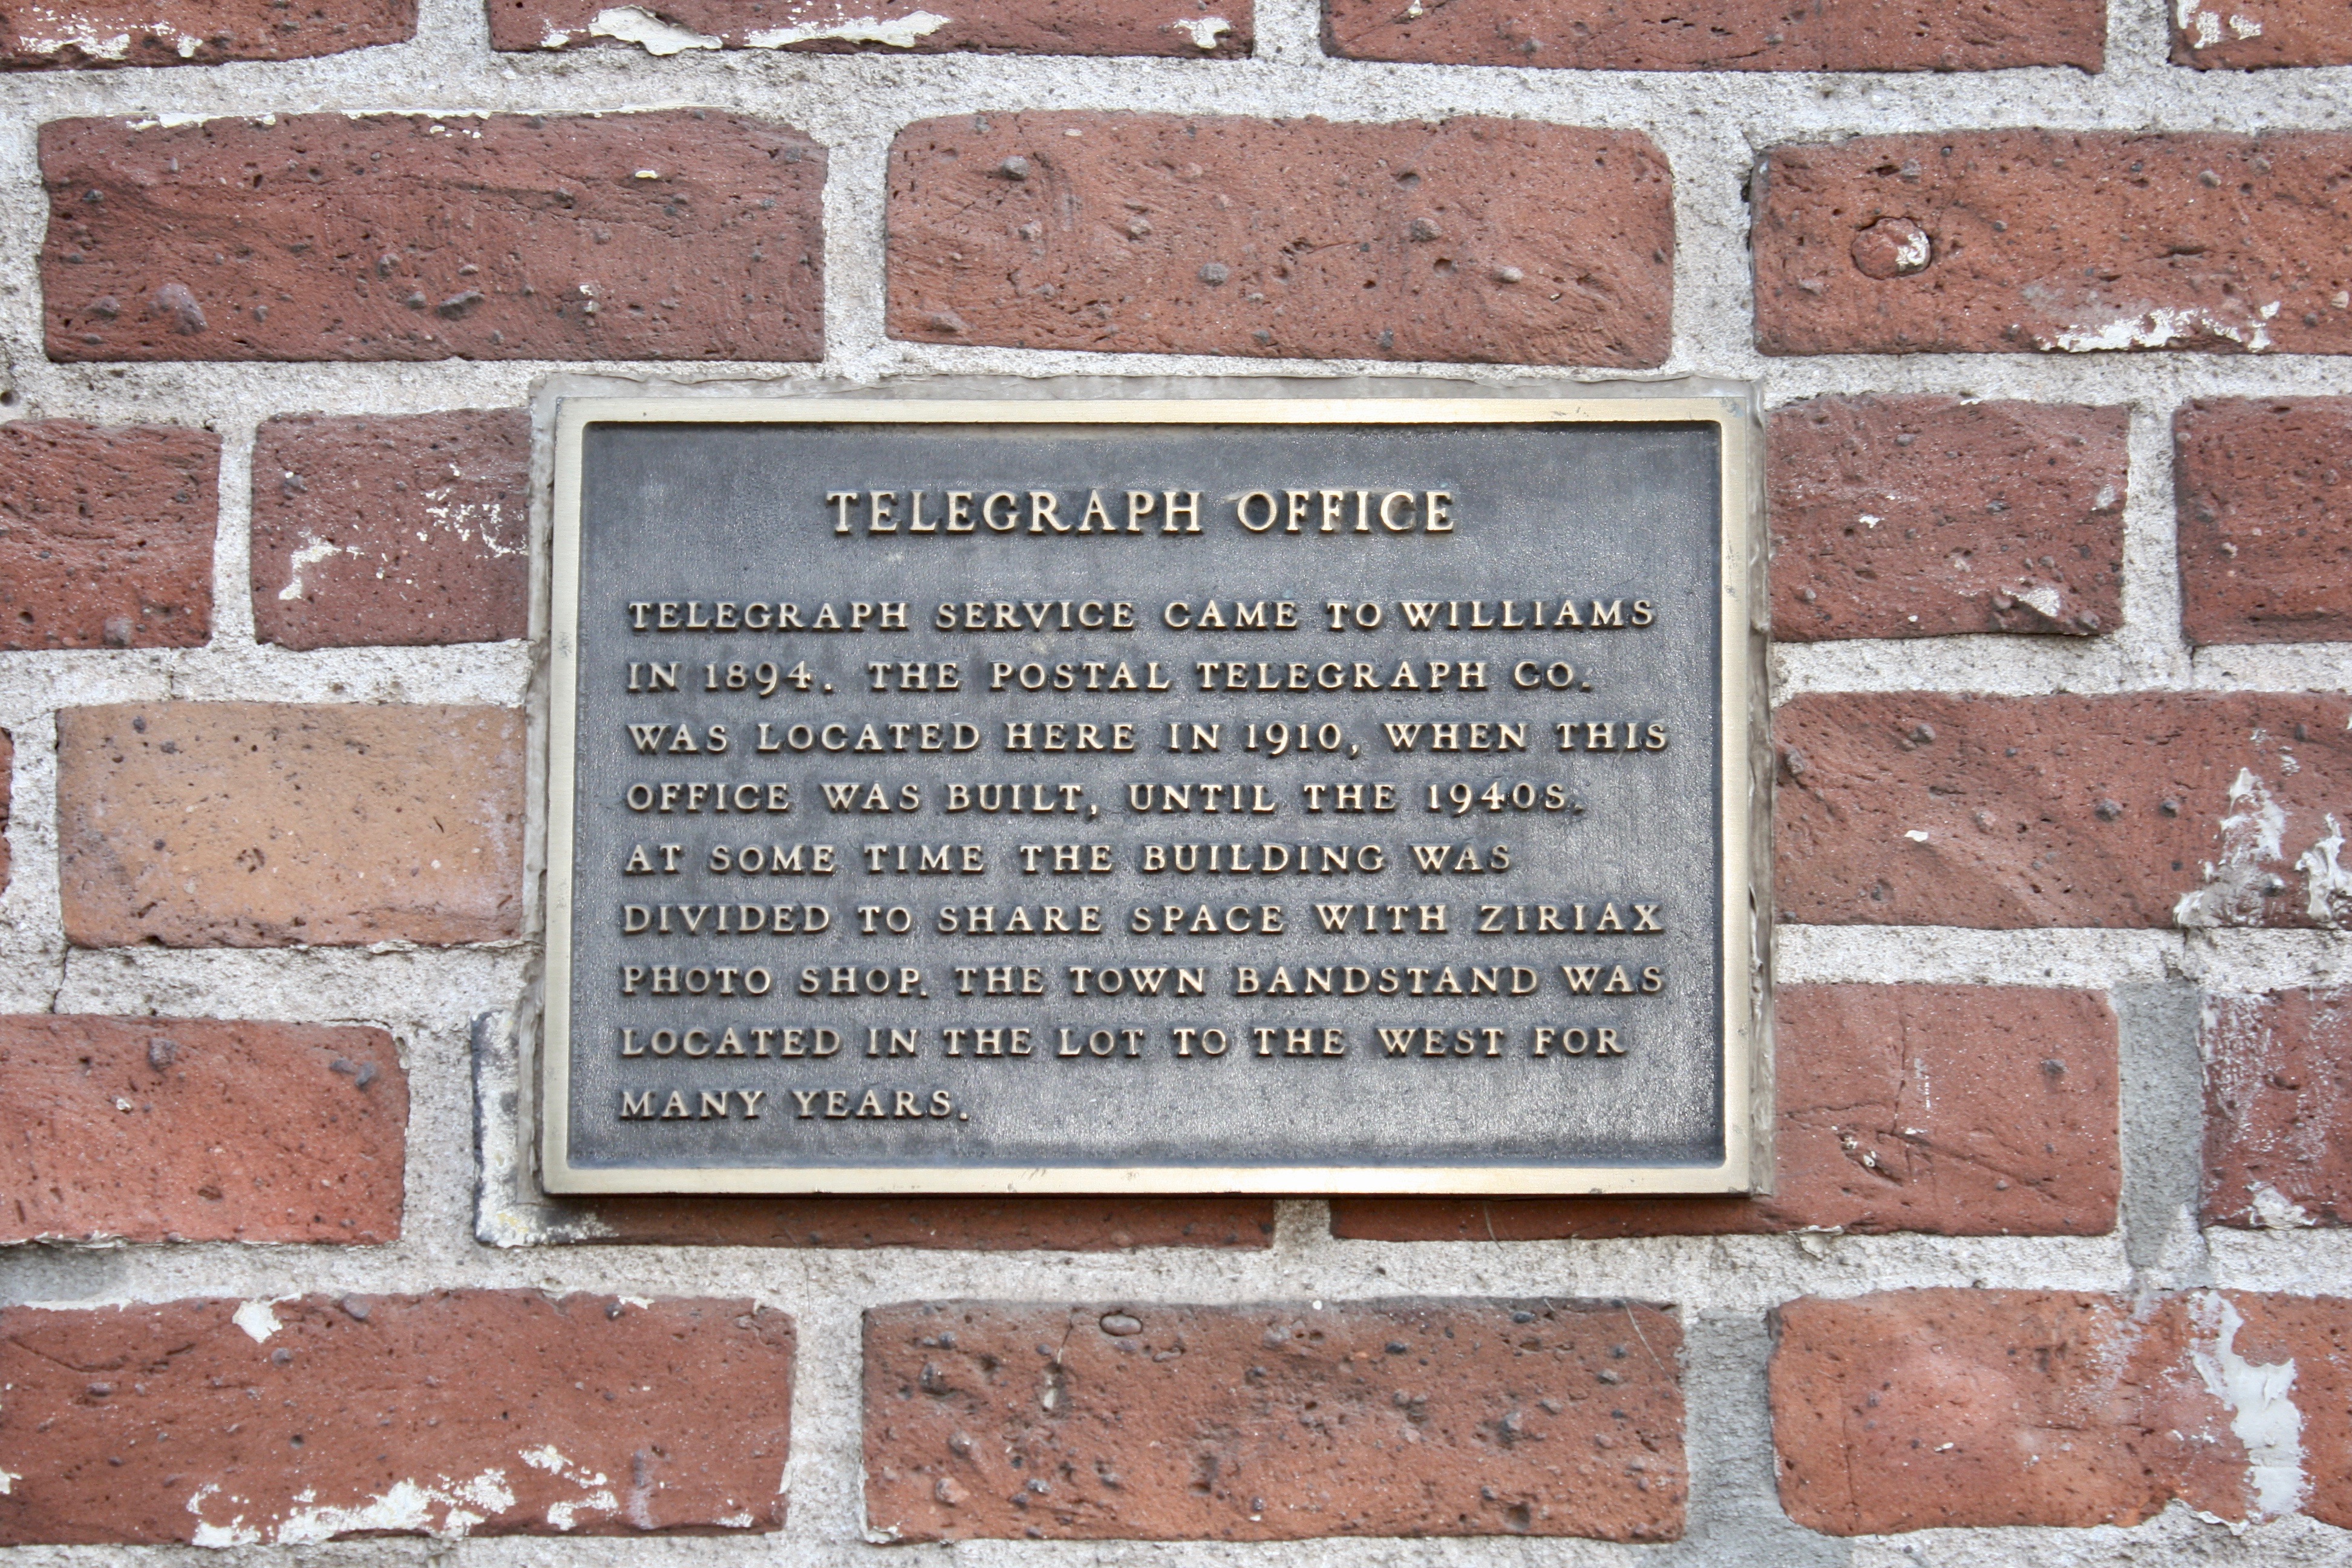 TELEGRAPH OFFICE
TELEGRAPH SERVICE CAME TO WILLIAMS
IN 1894. THE POSTAL TELEGRAPH CO.
WAS LOCATED HERE IN 1910, WHEN THIS
OFFICE WAS BUILT, UNTIL THE 1940S.
AT SOME TIME THE BUILDING WAS
DIVIDED TO SHARE SPACE WITH ZIRIAX
PHOTO SHOP. THE TOWN BANDSTAND WAS
LOCATED IN THE LOT TO THE WEST FOR
MANY YEARS.